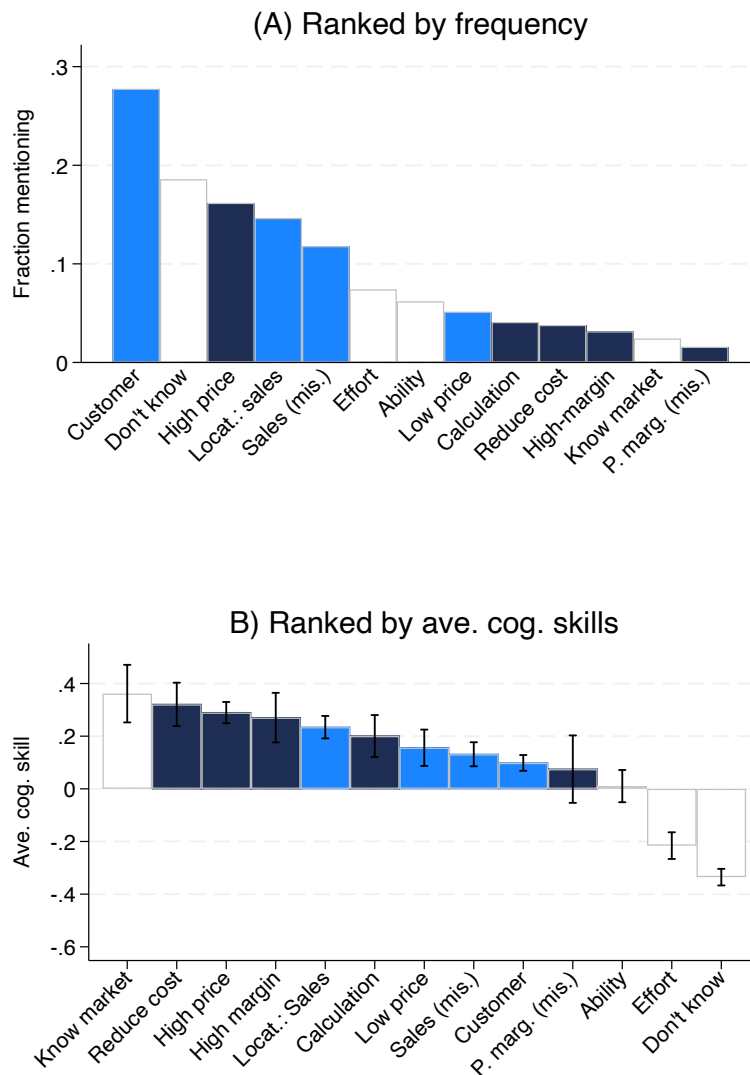 (A) Ranked by frequency
Fraction mentioning
.3
.2
.1
0
Customer
Don't know
High price
Locat.: sales
Sales (mis.)
Effort
Ability
Low price
Calculation
Reduce cost
High-margin
Know market
P. marg. (mis.)
B) Ranked by ave. cog. skills
Ave. cog. skill
.4
.2
0
-.2
-.4
-.6
Know market
Reduce cost
High price
High margin
Locat.: Sales
Calculation
Low price
Sales (mis.)
Customer
P. marg. (mis.)
Ability
Effort
Don't know